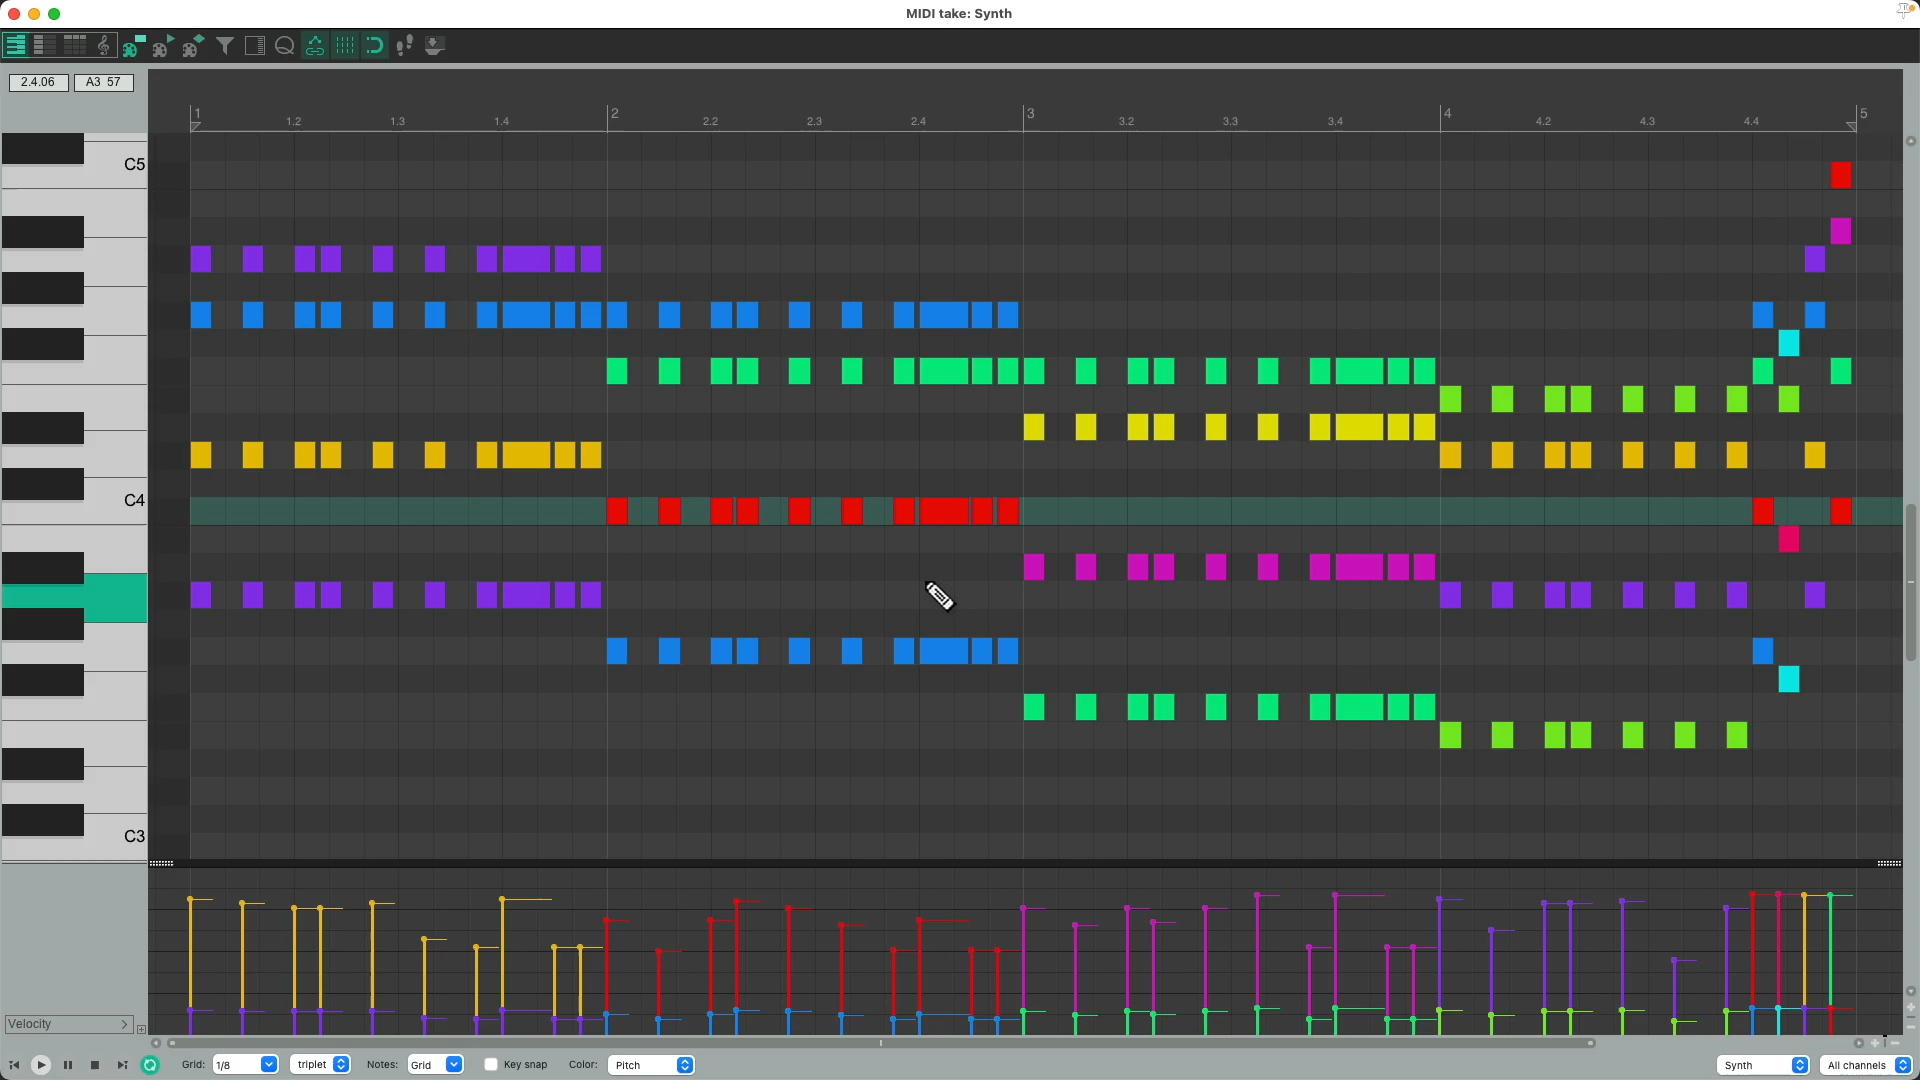 MIDI take: Synth
2.4.06 A3 57
1 2 3 4 5
1.2 1.3 1.4 2.2 2.3 2.4 3.2 3.3 3.4 4.2 4.3 4.4
C5
C4
C3
Velocity
Grid: 1/8 triplet Notes: Grid Key snap Color: Pitch Synth All channels